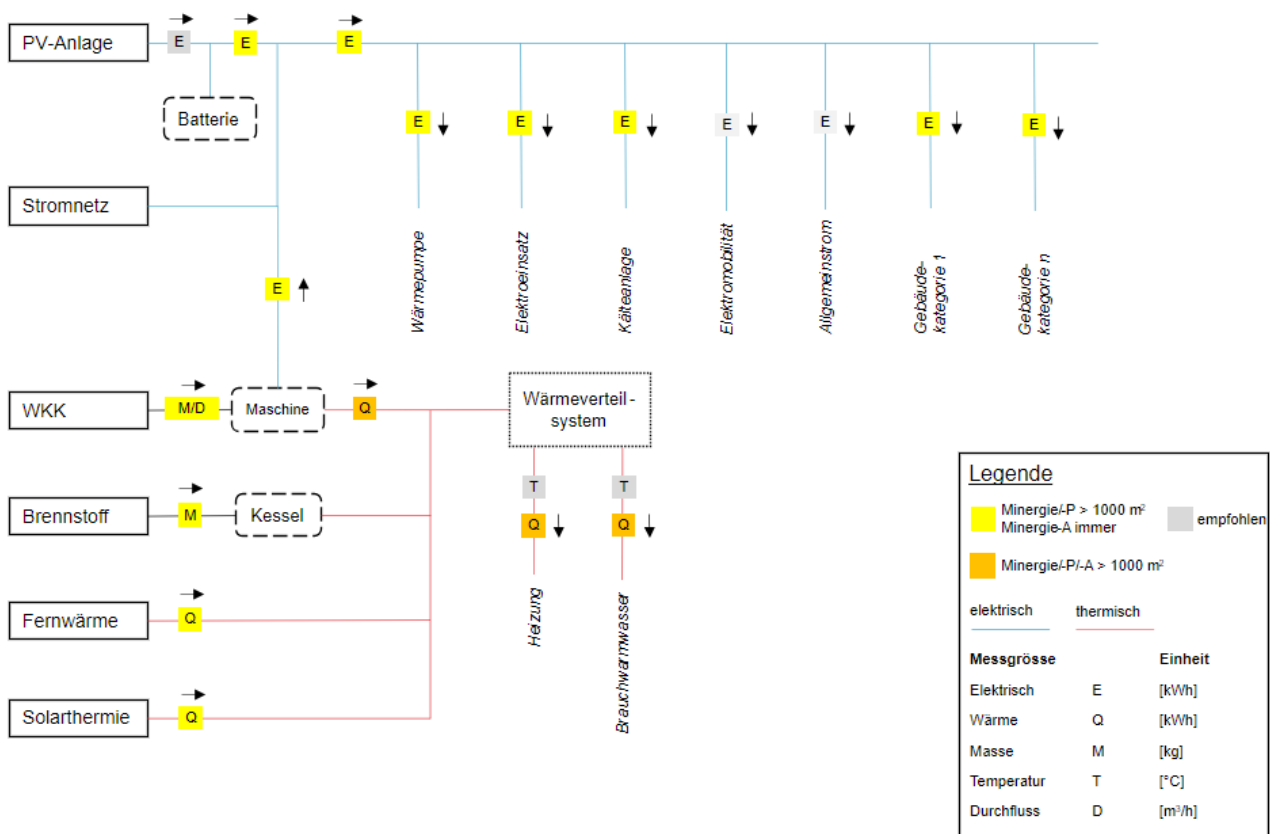 PV-Anlage
E
E
E
Batterie
E
E
E
E
E
E
E
Stromnetz
Wärmepumpe
Elektroeinsatz
Kälteanlage
Elektromobilität
Allgemeinstrom
Gebäude-
kategorie 1
Gebäude-
kategorie n
E
WKK
M/D
Maschine
Q
Wärmeverteil-
system
Brennstoff
M
Kessel
T
T
Q
Q
Heizung
Brauchwarmwasser
Fernwärme
Q
Solarthermie
Q
Legende
Minergie/-P > 1000 m²
Minergie-A immer
empfohlen
Minergie/-P/-A > 1000 m²
elektrisch
thermisch
Messgrösse Einheit
Elektrisch E [kWh]
Wärme Q [kWh]
Masse M [kg]
Temperatur T [°C]
Durchfluss D [m³/h]